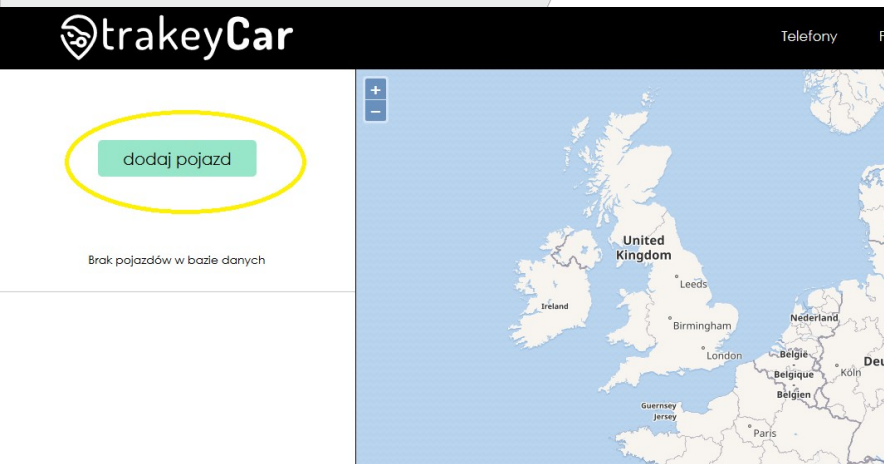 trakeyCar
Telefony
dodaj pojazd
Brak pojazdów w bazie danych
+
−
United
Kingdom
Leeds
Ireland
Birmingham
London
Nederland
België
Belgique
Belgien
Köln
Guernsey
Jersey
Paris